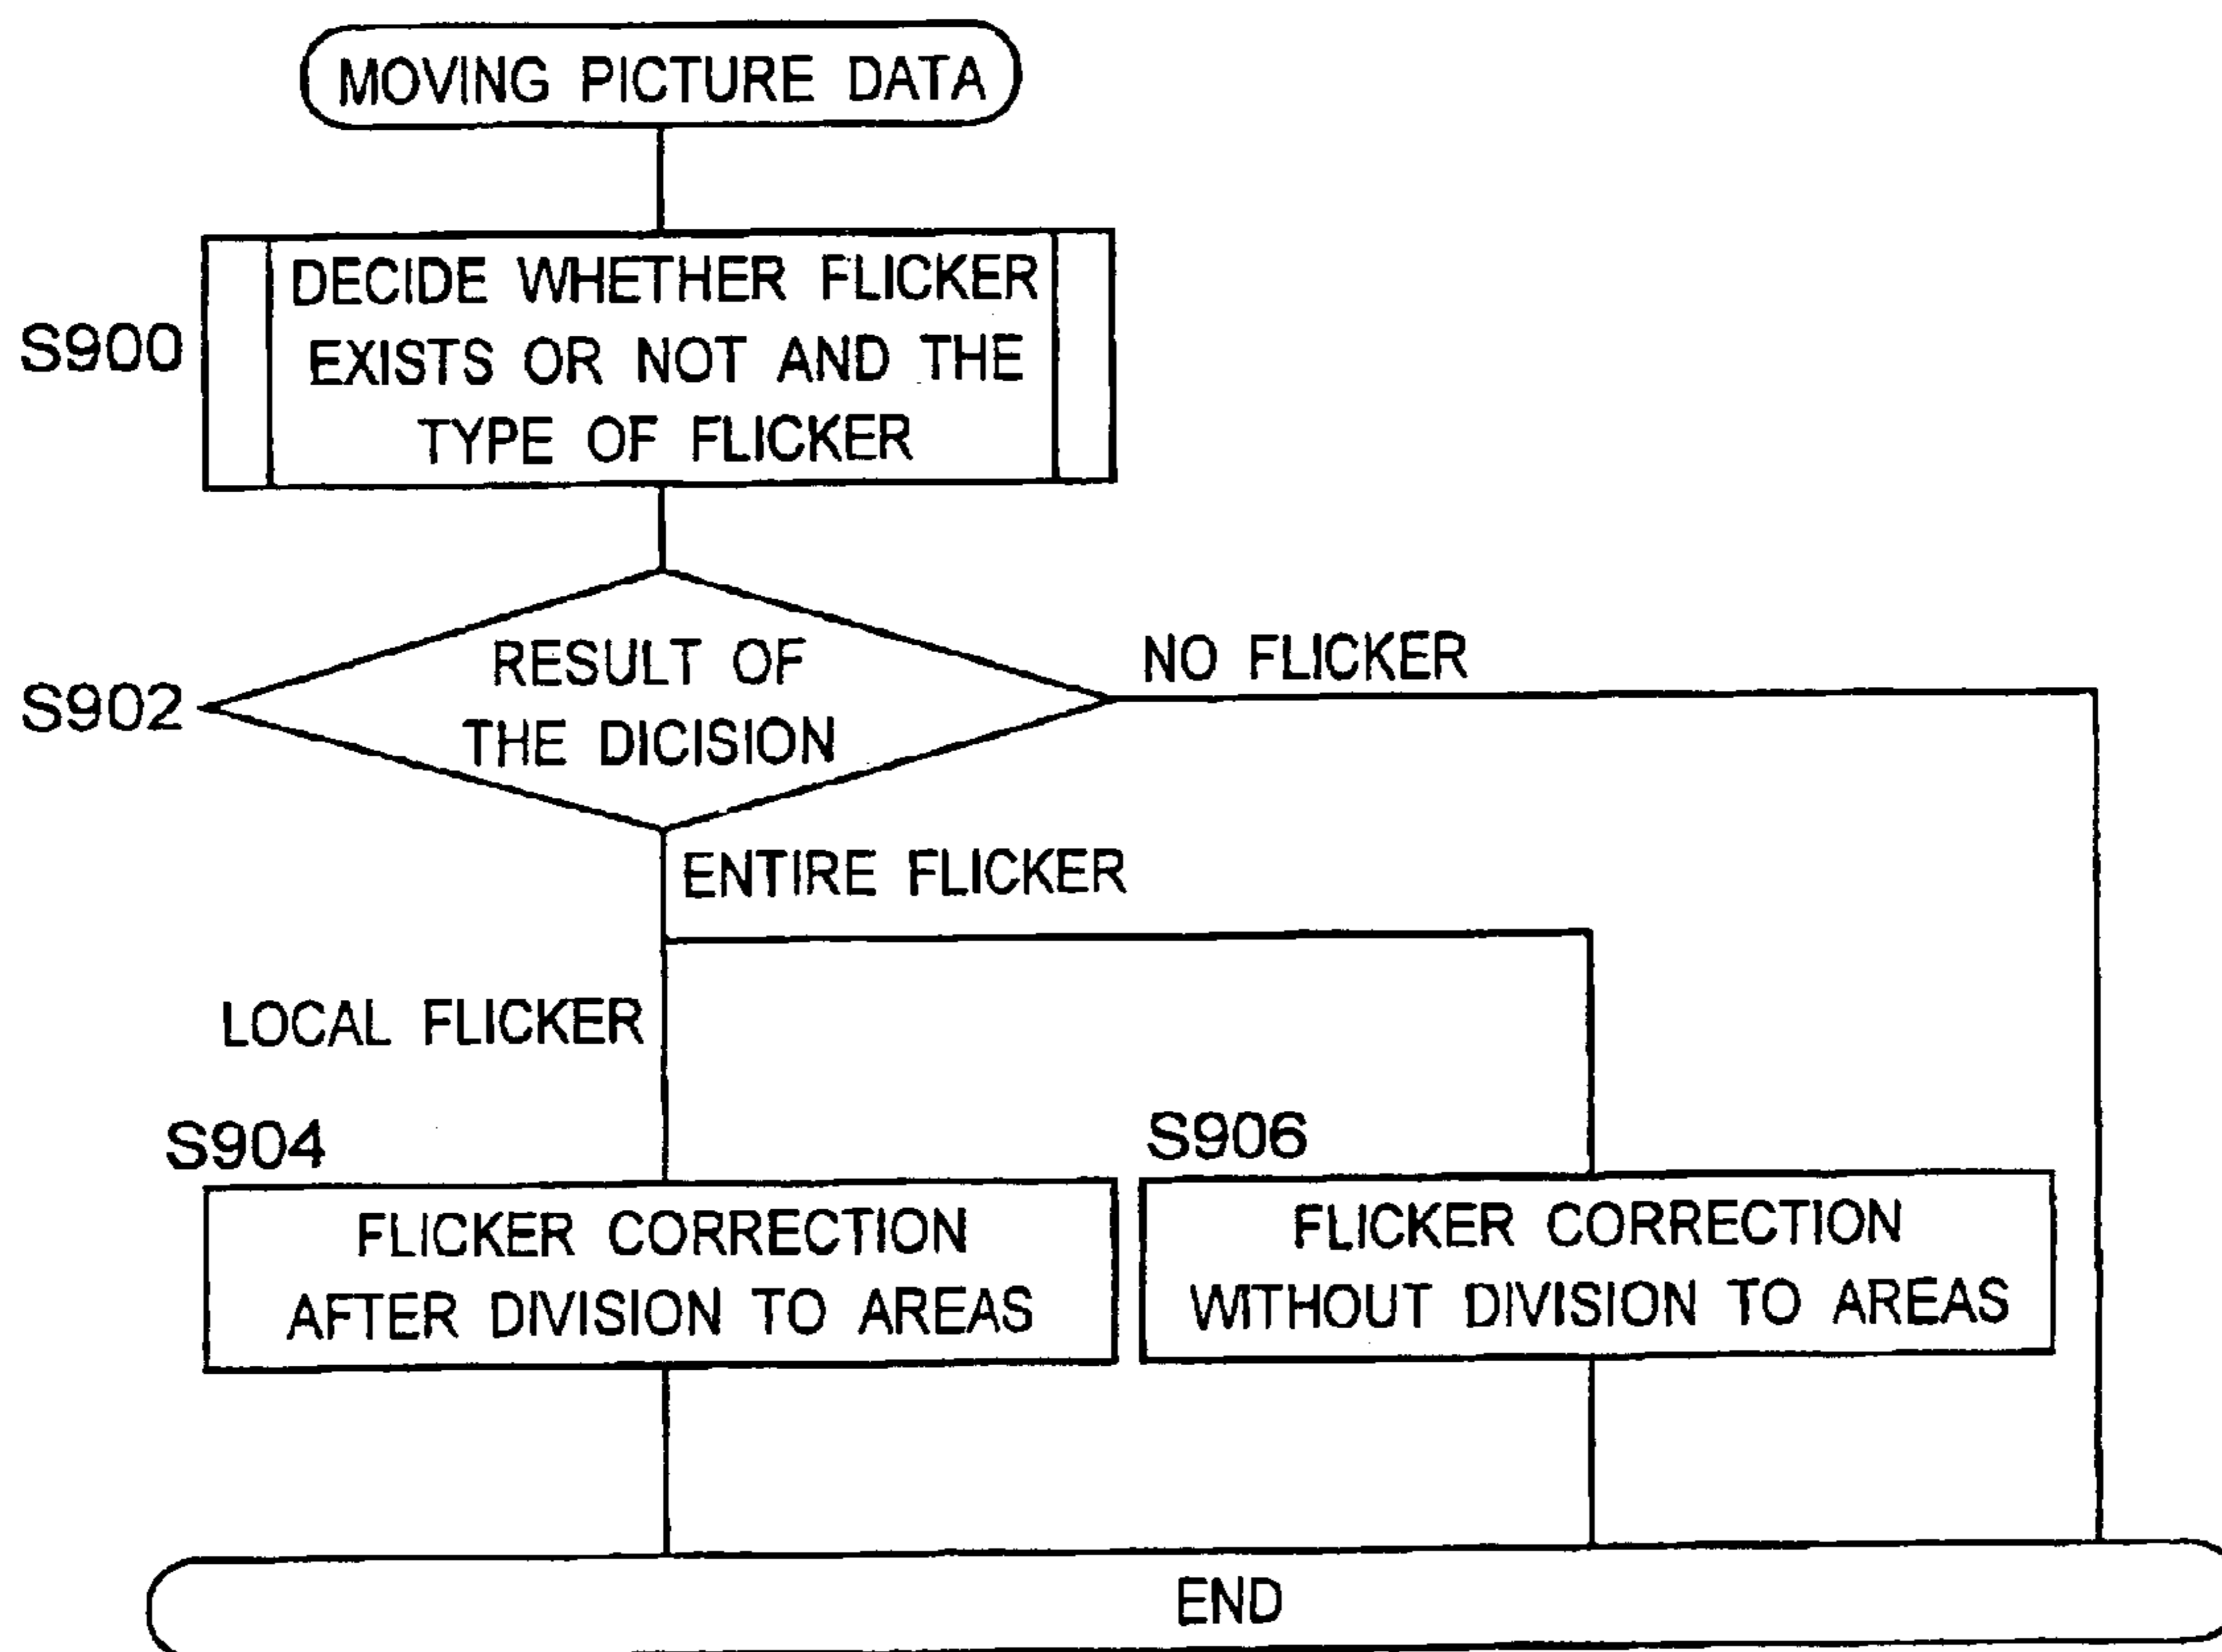 MOVING PICTURE DATA
S900
DECIDE WHETHER FLICKER
EXISTS OR NOT AND THE
TYPE OF FLICKER
S902
RESULT OF
THE DICISION
NO FLICKER
ENTIRE FLICKER
LOCAL FLICKER
S904
FLICKER CORRECTION
AFTER DIVISION TO AREAS
S906
FLICKER CORRECTION
WITHOUT DIVISION TO AREAS
END